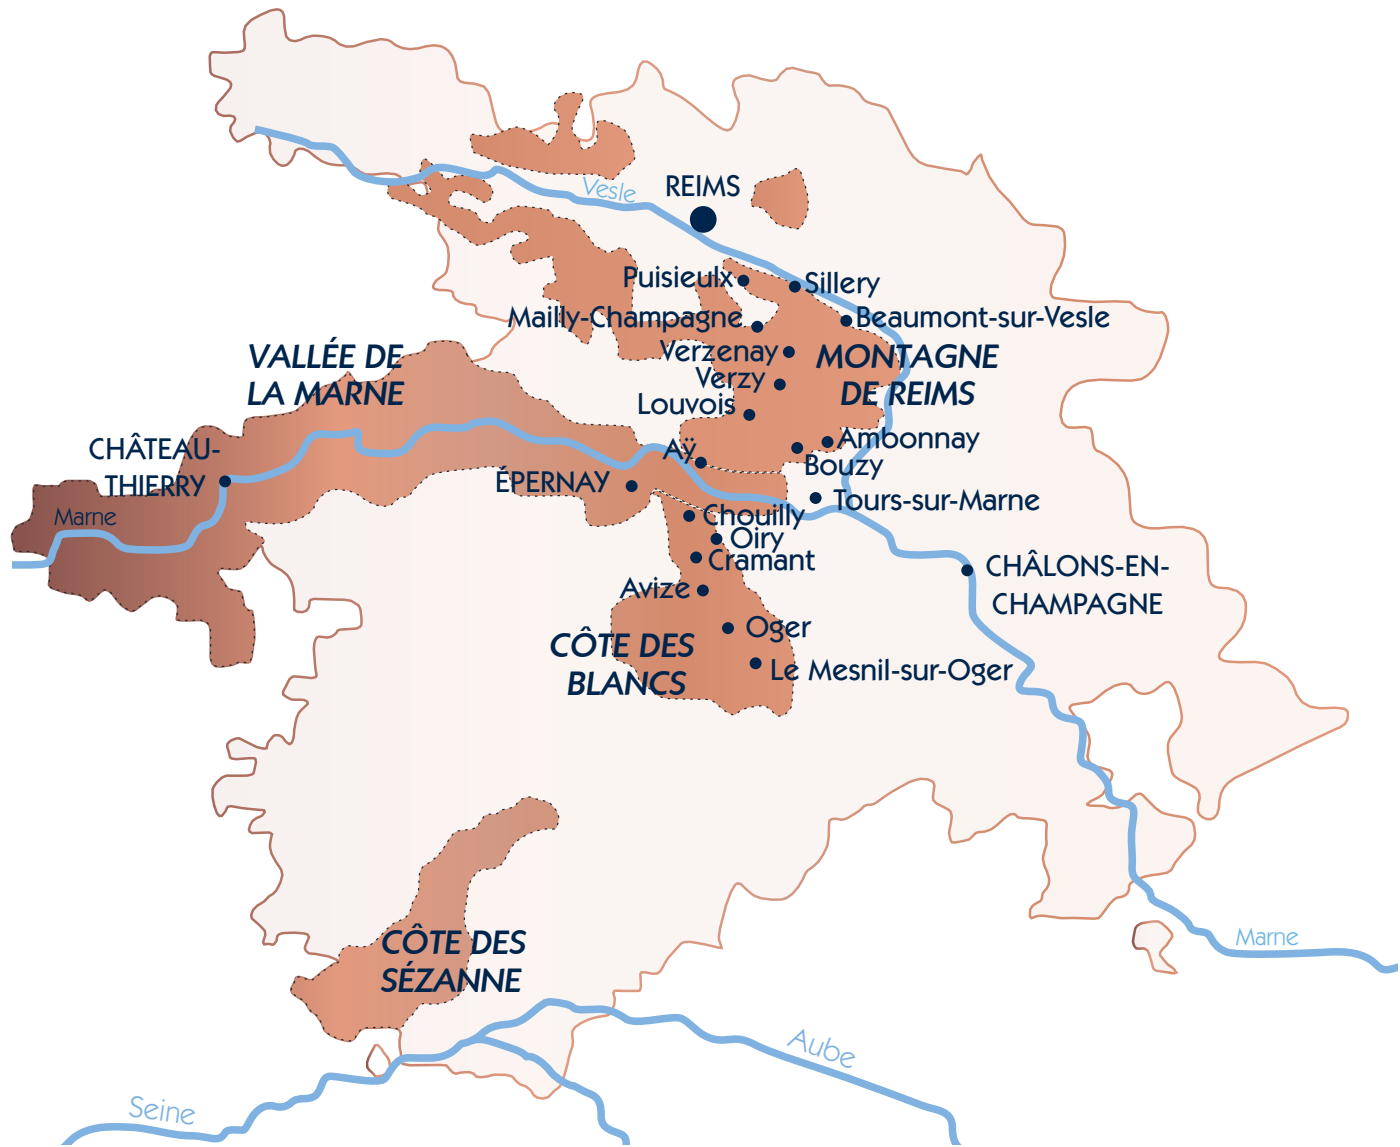 REIMS
Vesle
Puisieulx
Sillery
Mailly-Champagne
Beaumont-sur-Vesle
VALLÉE DE
LA MARNE
Verzenay
MONTAGNE
DE REIMS
Verzy
Louvois
Ambonnay
Aÿ
Bouzy
CHÂTEAU-
THIERRY
ÉPERNAY
Tours-sur-Marne
Marne
Chouilly
Oiry
Cramant
CHÂLONS-EN-
CHAMPAGNE
Avize
Oger
CÔTE DES
BLANCS
Le Mesnil-sur-Oger
CÔTE DES
SÉZANNE
Marne
Aube
Seine